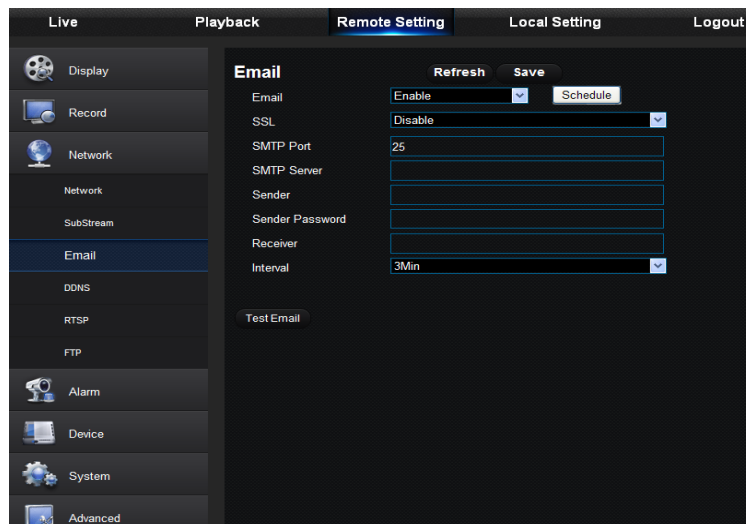 Live Playback Remote Setting Local Setting Logout
Display
Record
Network
Network
SubStream
Email
DDNS
RTSP
FTP
Alarm
Device
System
Advanced
Email Refresh Save
Email Enable Schedule
SSL Disable
SMTP Port 25
SMTP Server
Sender
Sender Password
Receiver
Interval 3Min
Test Email